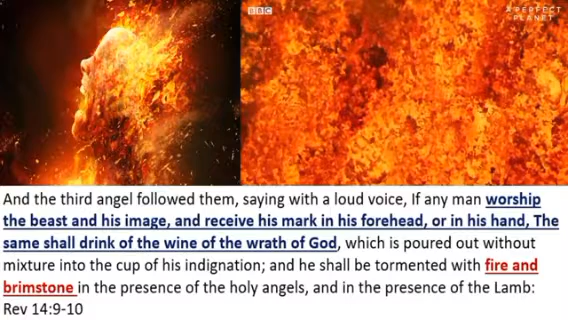 BBC
A PERFECT
PLANET
And the third angel followed them, saying with a loud voice, If any man worship
the beast and his image, and receive his mark in his forehead, or in his hand, The
same shall drink of the wine of the wrath of God, which is poured out without
mixture into the cup of his indignation; and he shall be tormented with fire and
brimstone in the presence of the holy angels, and in the presence of the Lamb:
Rev 14:9-10